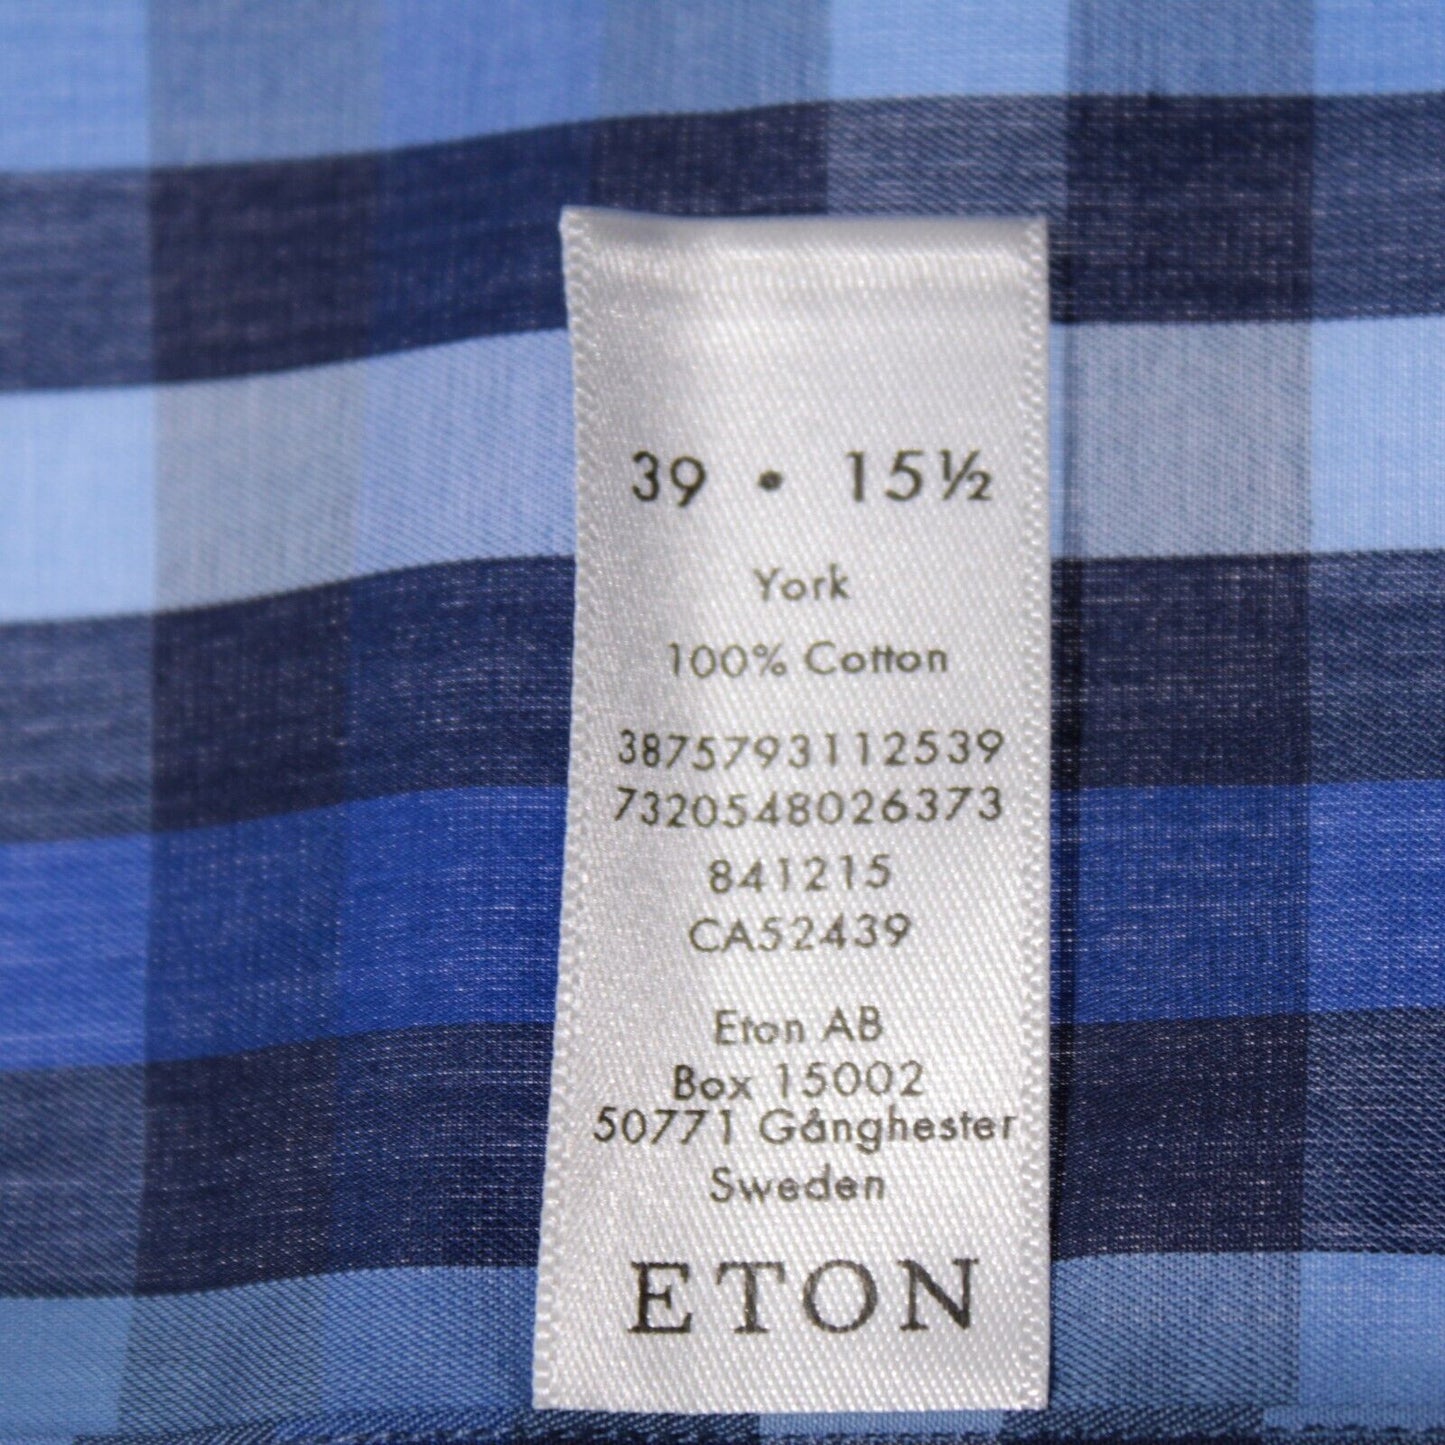 39 • 15½
York
100% Cotton
3875793112539
7320548026373
841215
CA52439
Eton AB
Box 15002
50771 Gånghester
Sweden
ETON